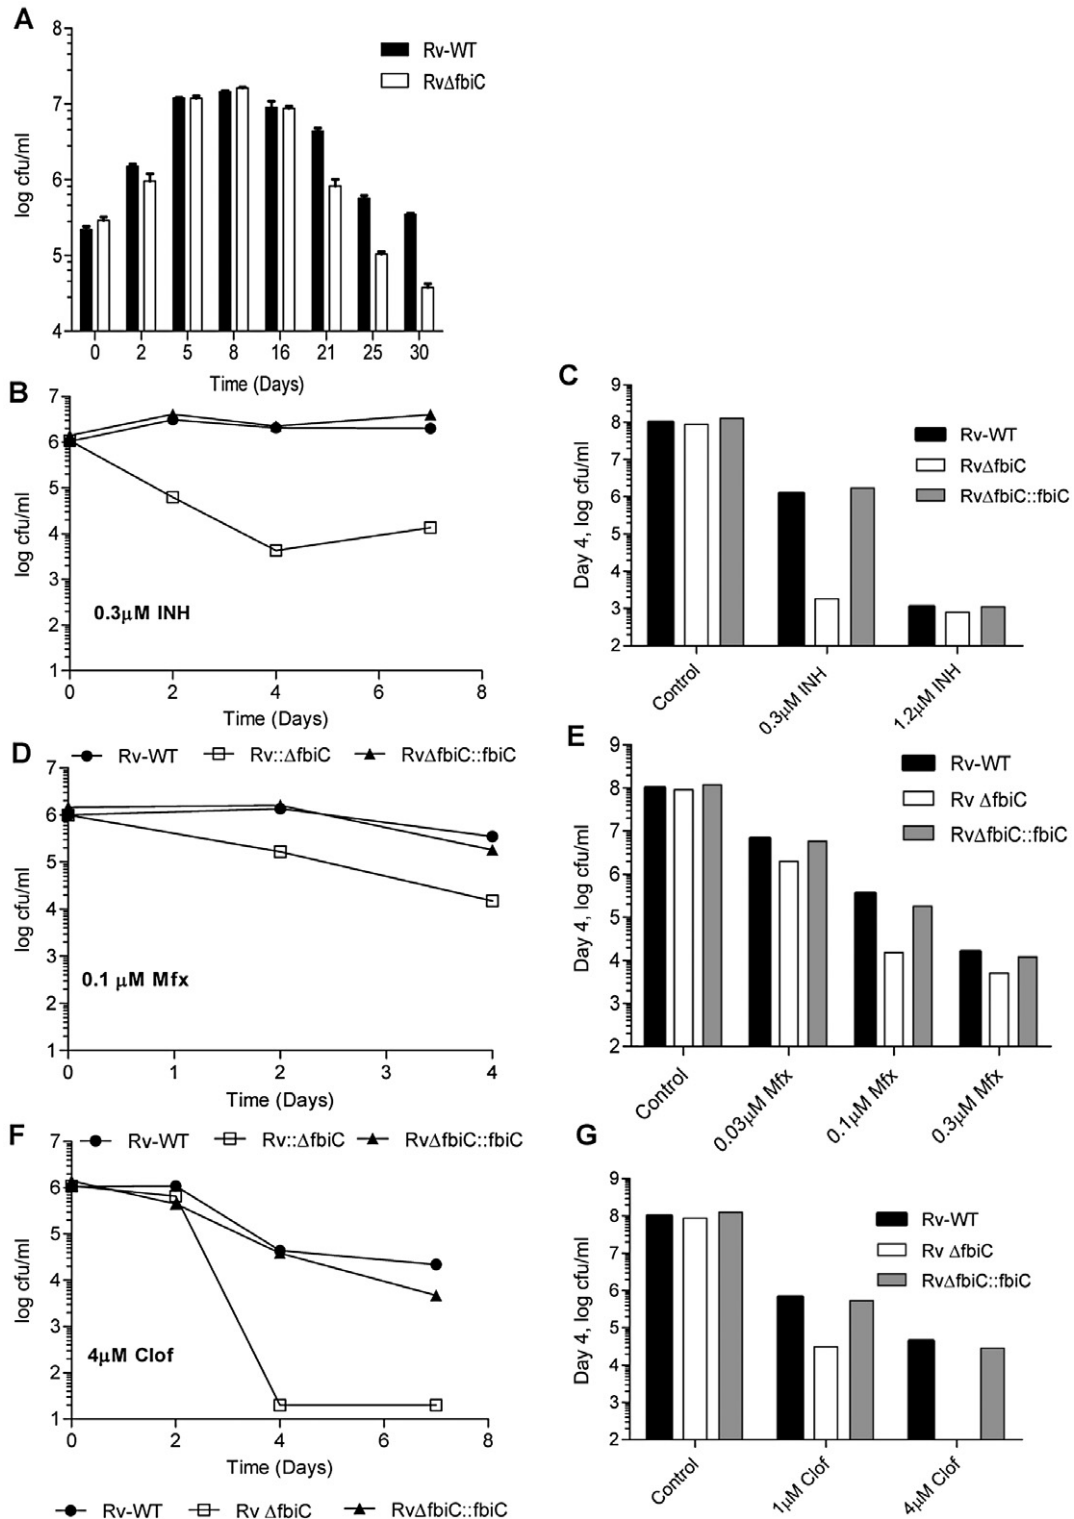 A
8
7
6
5
4
log cfu/ml
Rv-WT
RvΔfbiC
0 2 5 8 16 21 25 30
Time (Days)
B
7
6
5
4
3
2
1
log cfu/ml
0.3μM INH
0 2 4 6 8
Time (Days)
Rv-WT Rv::ΔfbiC RvΔfbiC::fbiC
C
9
8
7
6
5
4
3
2
Day 4, log cfu/ml
Rv-WT
RvΔfbiC
RvΔfbiC::fbiC
Control 0.3μM INH 1.2μM INH
D
7
6
5
4
3
2
1
log cfu/ml
0.1 μM Mfx
0 1 2 3 4
Time (Days)
Rv-WT Rv::ΔfbiC RvΔfbiC::fbiC
E
9
8
7
6
5
4
3
2
Day 4, log cfu/ml
Rv-WT
Rv ΔfbiC
RvΔfbiC::fbiC
Control 0.03μM Mfx 0.1μM Mfx 0.3μM Mfx
F
7
6
5
4
3
2
1
log cfu/ml
4μM Clof
0 2 4 6 8
Time (Days)
Rv-WT Rv ΔfbiC RvΔfbiC::fbiC
G
9
8
7
6
5
4
3
2
Day 4, log cfu/ml
Rv-WT
Rv ΔfbiC
RvΔfbiC::fbiC
Control 1μM Clof 4μM Clof